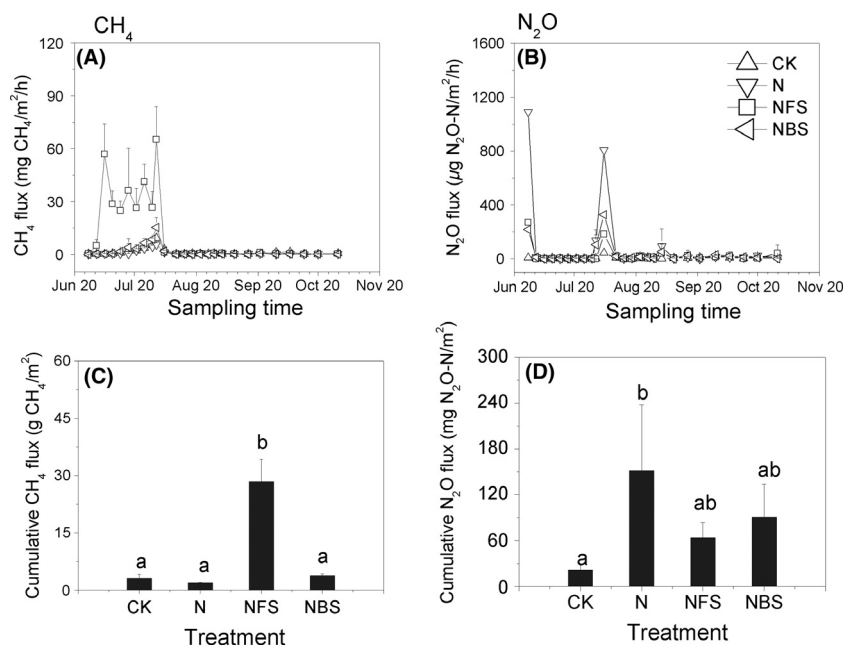 CH₄
N₂O
(A)
CH₄ flux (mg CH₄/m²/h)
120
90
60
30
0
Jun 20 Jul 20 Aug 20 Sep 20 Oct 20 Nov 20
Sampling time
(B)
N₂O flux (µg N₂O-N/m²/h)
1600
1200
800
400
0
CK
N
NFS
NBS
Jun 20 Jul 20 Aug 20 Sep 20 Oct 20 Nov 20
Sampling time
(C)
Cumulative CH₄ flux (g CH₄/m²)
60
45
30
15
0
a a b a
CK N NFS NBS
Treatment
(D)
Cumulative N₂O flux (mg N₂O-N/m²)
300
240
180
120
60
0
a b ab ab
CK N NFS NBS
Treatment